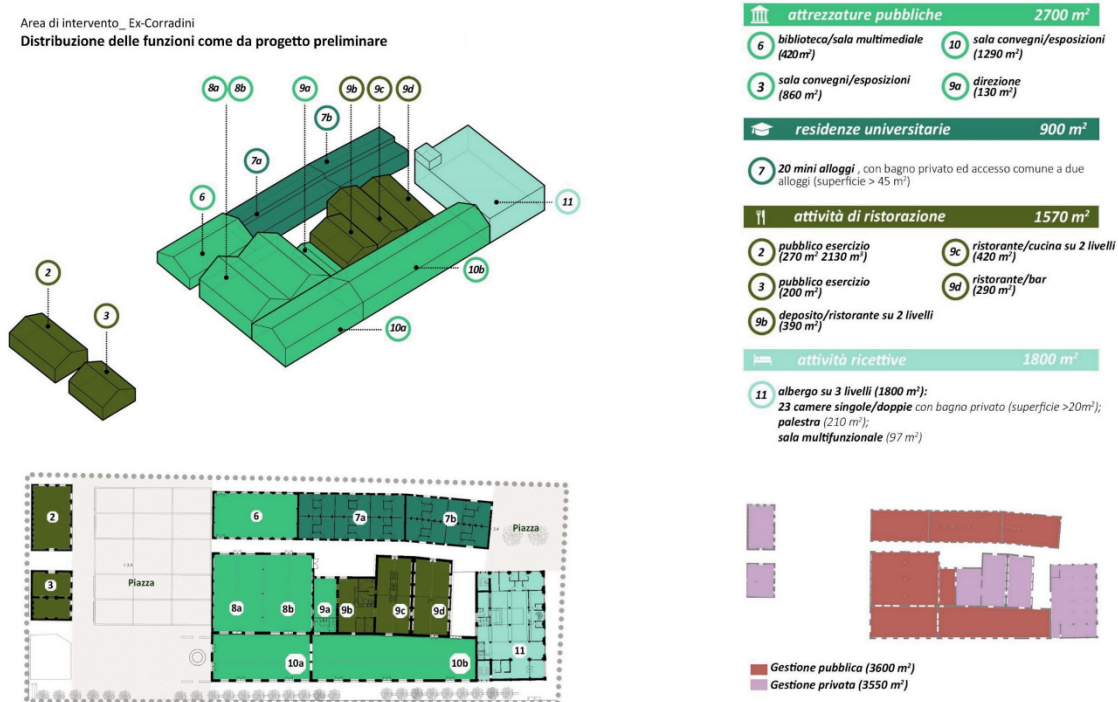 Area di intervento_ Ex-Corradini
Distribuzione delle funzioni come da progetto preliminare
8a 8b
9a
9b
9c
9d
7b
7a
6
11
10b
10a
2
3
attrezzature pubbliche 2700 m²
6 biblioteca/sala multimediale
(420m²)
10 sala convegni/esposizioni
(1290 m²)
3 sala convegni/esposizioni
(860 m²)
9a direzione
(130 m²)
residenze universitarie 900 m²
7 20 mini alloggi , con bagno privato ed accesso comune a due
alloggi (superficie > 45 m²)
attività di ristorazione 1570 m²
2 pubblico esercizio
(270 m² 2130 m³)
9c ristorante/cucina su 2 livelli
(420 m²)
3 pubblico esercizio
(200 m²)
9d ristorante/bar
(290 m²)
9b deposito/ristorante su 2 livelli
(390 m²)
attività ricettive 1800 m²
11 albergo su 3 livelli (1800 m²):
23 camere singole/doppie con bagno privato (superficie >20m²);
palestra (210 m²);
sala multifunzionale (97 m²)
2
6
7a
7b
Piazza
3
Piazza
8a
8b
9a
9b
9c
9d
10a
10b
11
Gestione pubblica (3600 m²)
Gestione privata (3550 m²)